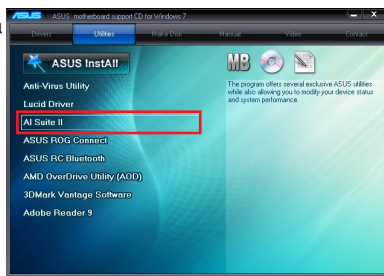 ASUS ASUS motherboard support CD for Windows 7
Drivers Utilities Make Disk Manual Video Contact
ASUS InstAll
Anti-Virus Utility
Lucid Driver
AI Suite II
ASUS ROG Connect
ASUS RC Bluetooth
AMD OverDrive Utility (AOD)
3DMark Vantage Software
Adobe Reader 9
MB
The program offers several exclusive ASUS utilities
while also allowing you to modify your device status
and system performance.